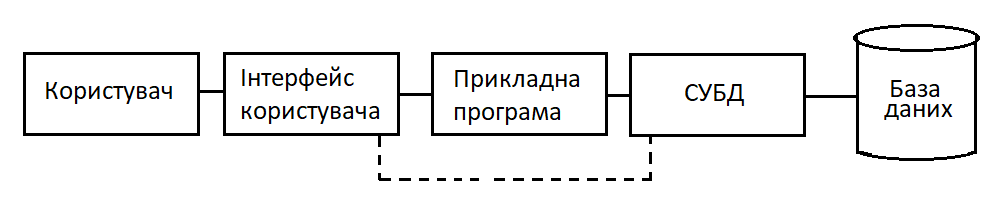 Користувач
Інтерфейс
користувача
Прикладна
програма
СУБД
База
даних